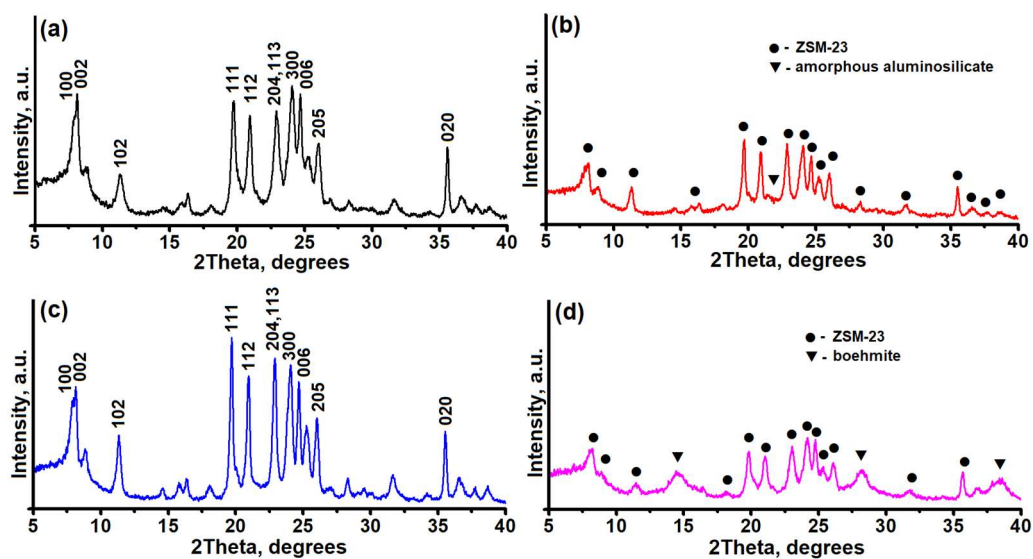 (a)
Intensity, a.u.
100
002
102
111
112
204,113
300
006
205
020
5 10 15 20 25 30 35 40
2Theta, degrees
(b)
Intensity, a.u.
● - ZSM-23
▼ - amorphous aluminosilicate
5 10 15 20 25 30 35 40
2Theta, degrees
(c)
Intensity, a.u.
100
002
102
111
112
204,113
300
006
205
020
5 10 15 20 25 30 35 40
2Theta, degrees
(d)
Intensity, a.u.
● - ZSM-23
▼ - boehmite
5 10 15 20 25 30 35 40
2Theta, degrees